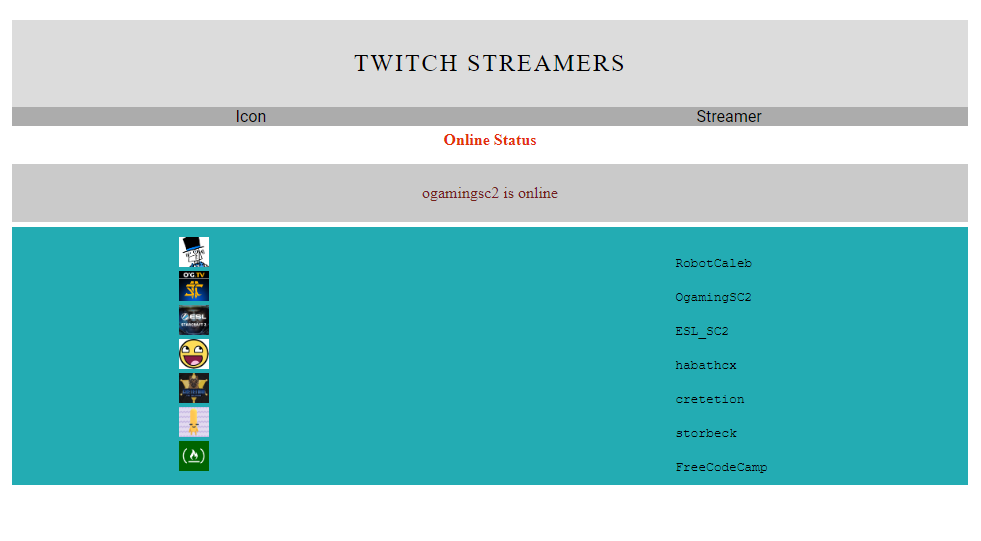 TWITCH STREAMERS
Icon Streamer
Online Status
ogamingsc2 is online
RobotCaleb
O'G.TV
OgamingSC2
ESL
STARCRAFT 2
ESL_SC2
habathcx
cretetion
storbeck
FreeCodeCamp